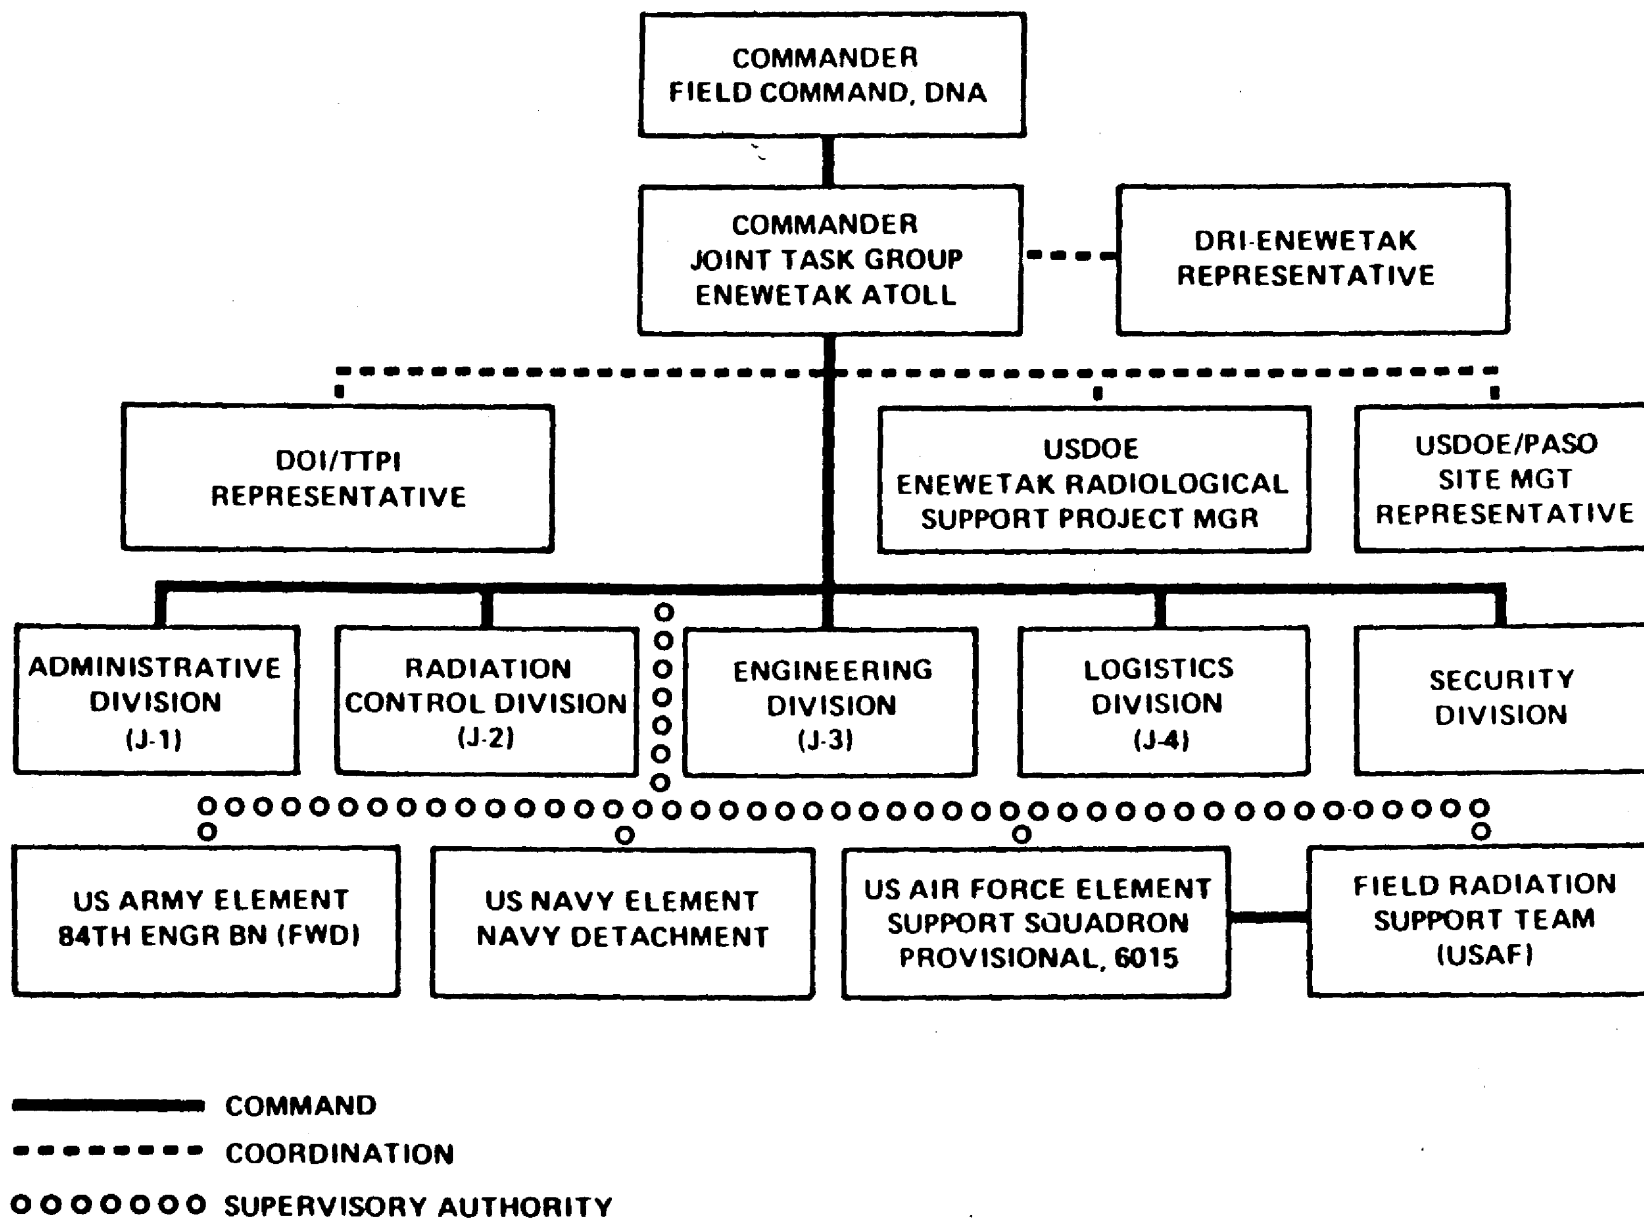 COMMANDER
FIELD COMMAND, DNA
COMMANDER
JOINT TASK GROUP
ENEWETAK ATOLL
DRI-ENEWETAK
REPRESENTATIVE
DOI/TTPI
REPRESENTATIVE
USDOE
ENEWETAK RADIOLOGICAL
SUPPORT PROJECT MGR
USDOE/PASO
SITE MGT
REPRESENTATIVE
ADMINISTRATIVE
DIVISION
(J-1)
RADIATION
CONTROL DIVISION
(J-2)
ENGINEERING
DIVISION
(J-3)
LOGISTICS
DIVISION
(J-4)
SECURITY
DIVISION
US ARMY ELEMENT
84TH ENGR BN (FWD)
US NAVY ELEMENT
NAVY DETACHMENT
US AIR FORCE ELEMENT
SUPPORT SQUADRON
PROVISIONAL, 6015
FIELD RADIATION
SUPPORT TEAM
(USAF)
COMMAND
COORDINATION
SUPERVISORY AUTHORITY